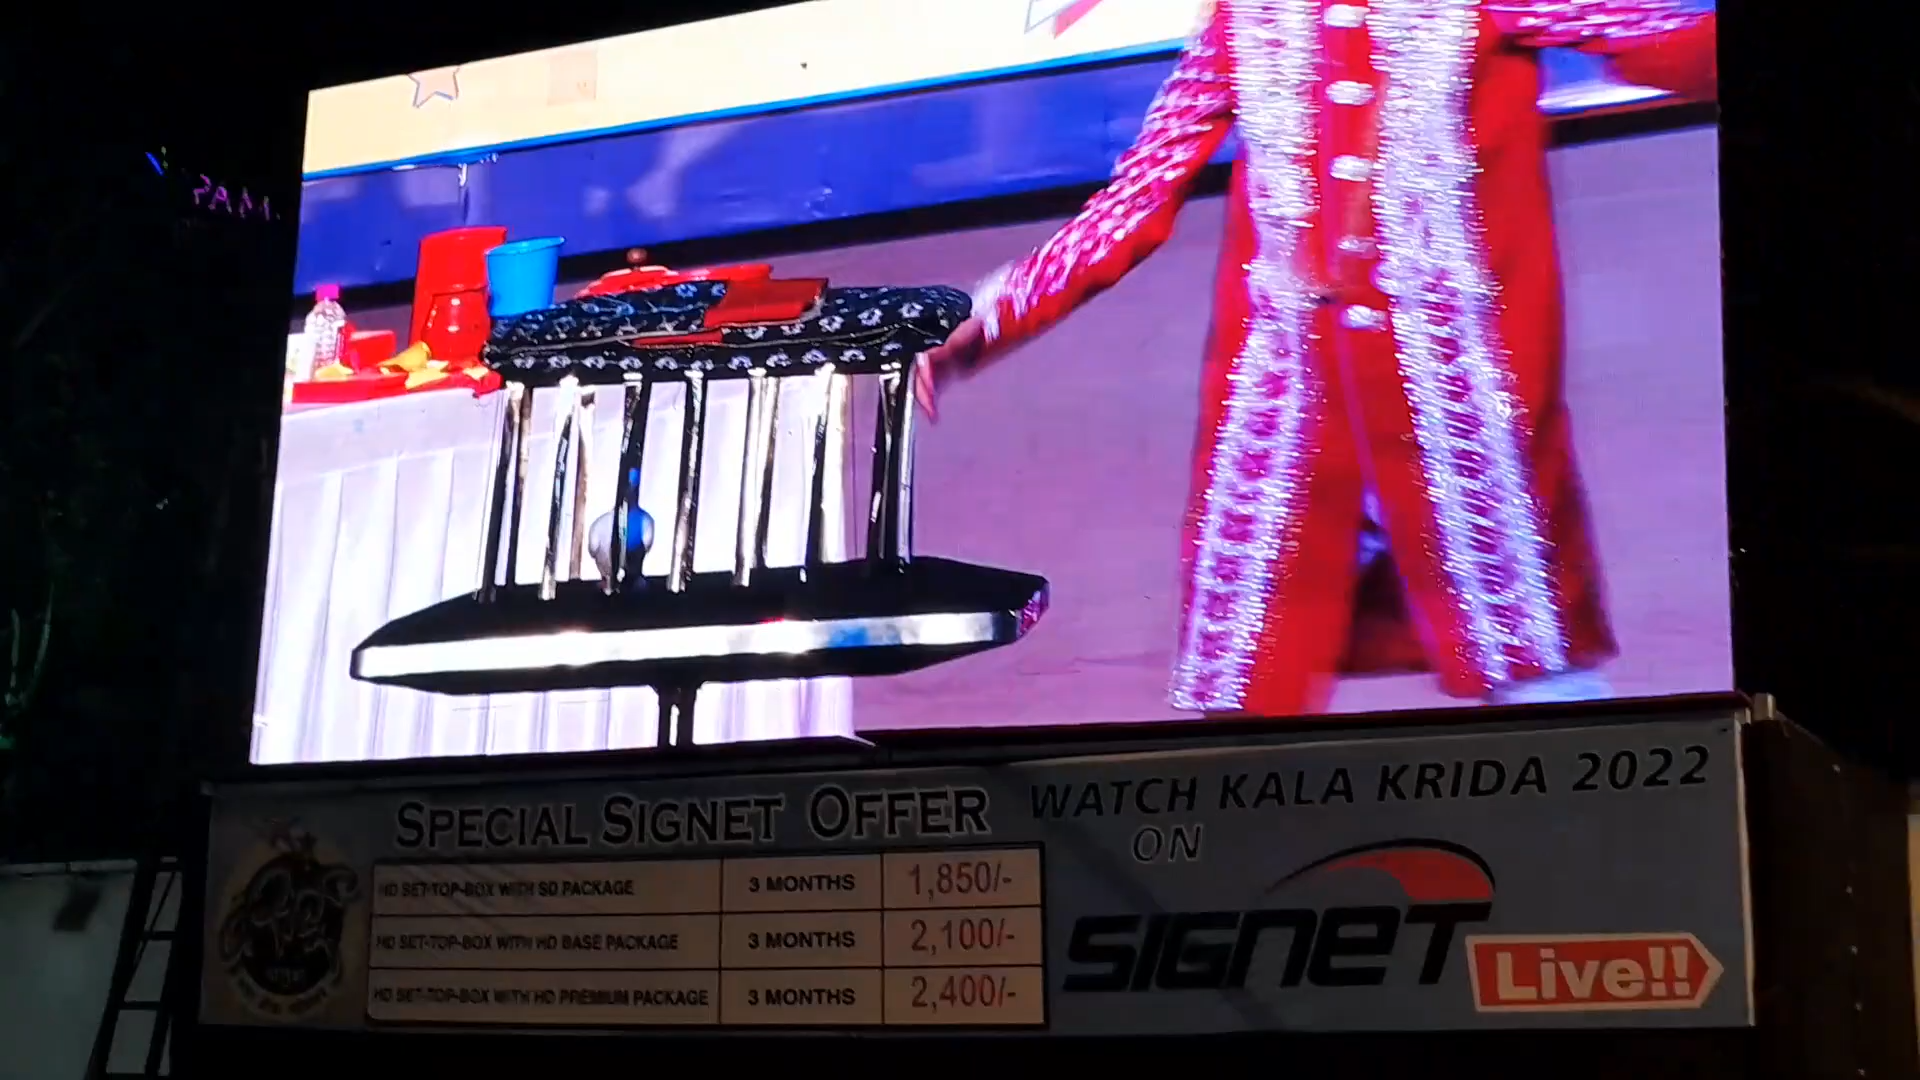 SPECIAL SIGNET OFFER
HD SET-TOP-BOX WITH SD PACKAGE 3 MONTHS 1,850/-
HD SET-TOP-BOX WITH HD BASE PACKAGE 3 MONTHS 2,100/-
HD SET-TOP-BOX WITH HD PREMIUM PACKAGE 3 MONTHS 2,400/-
WATCH KALA KRIDA 2022
ON
SIGNET
Live!!